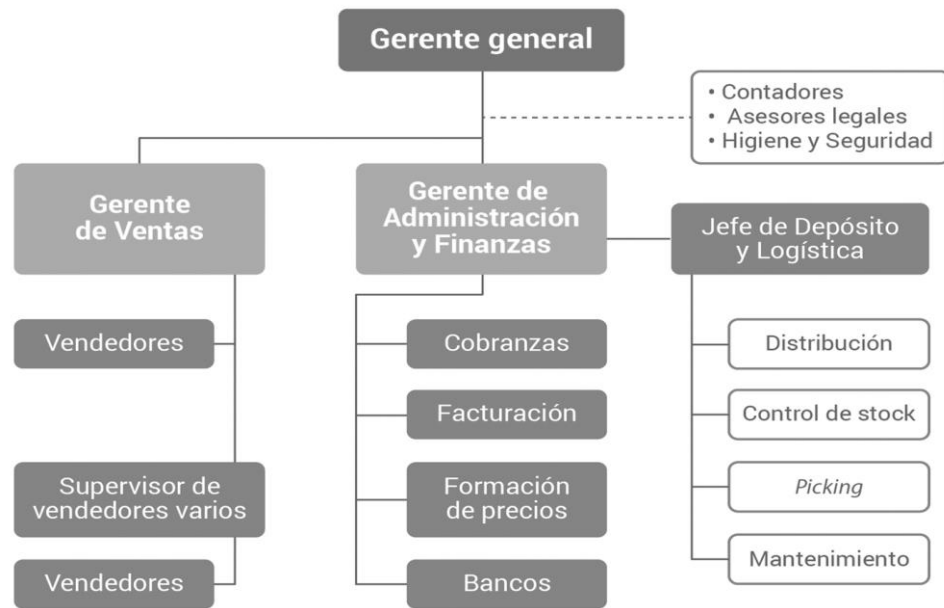 Gerente general
• Contadores
• Asesores legales
• Higiene y Seguridad
Gerente
de Ventas
Gerente de
Administración
y Finanzas
Jefe de Depósito
y Logística
Vendedores
Supervisor de
vendedores varios
Vendedores
Cobranzas
Facturación
Formación
de precios
Bancos
Distribución
Control de stock
Picking
Mantenimiento